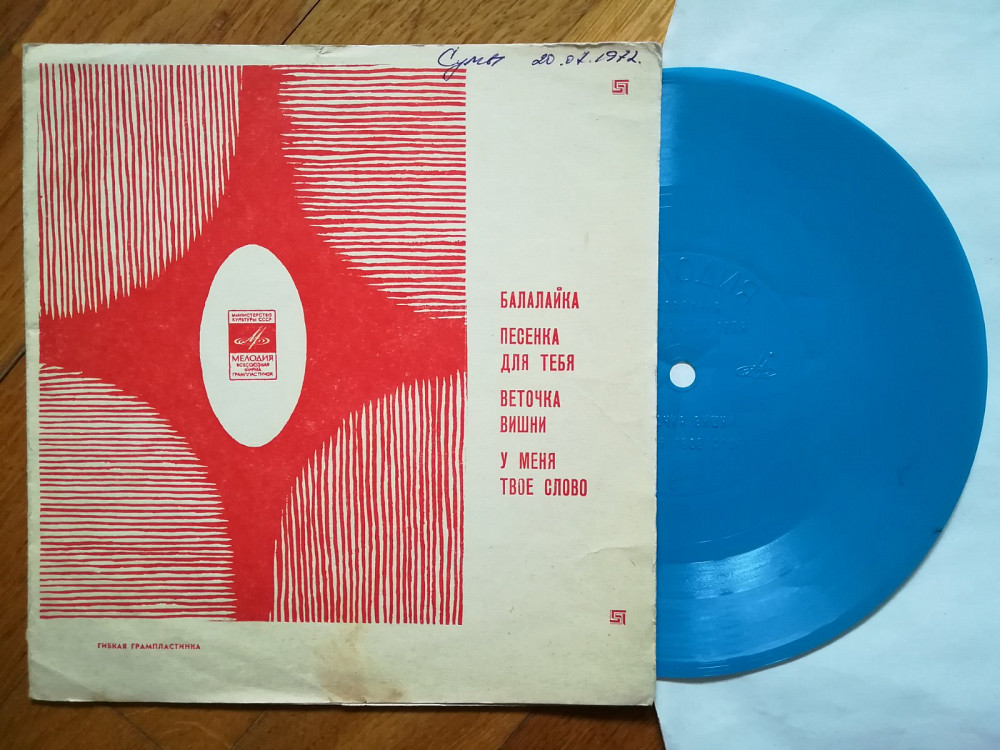 Сумы 20.07.1972.
МИНИСТЕРСТВО
КУЛЬТУРЫ СССР
МЕЛОДИЯ
ВСЕСОЮЗНАЯ
ФИРМА
ГРАМПЛАСТИНОК
БАЛАЛАЙКА
ПЕСЕНКА
ДЛЯ ТЕБЯ
ВЕТОЧКА
ВИШНИ
У МЕНЯ
ТВОЕ СЛОВО
ГИБКАЯ ГРАМПЛАСТИНКА